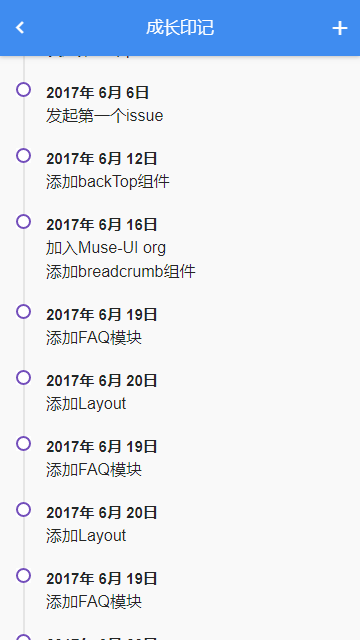 成长印记
2017年 6月 6日
发起第一个issue
2017年 6月 12日
添加backTop组件
2017年 6月 16日
加入Muse-UI org
添加breadcrumb组件
2017年 6月 19日
添加FAQ模块
2017年 6月 20日
添加Layout
2017年 6月 19日
添加FAQ模块
2017年 6月 20日
添加Layout
2017年 6月 19日
添加FAQ模块